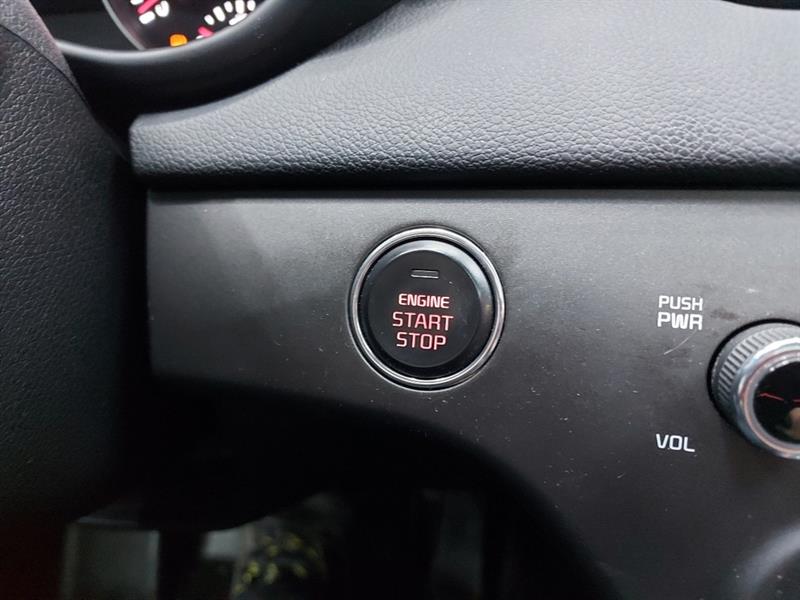 ENGINE
START
STOP
PUSH
PWR
VOL